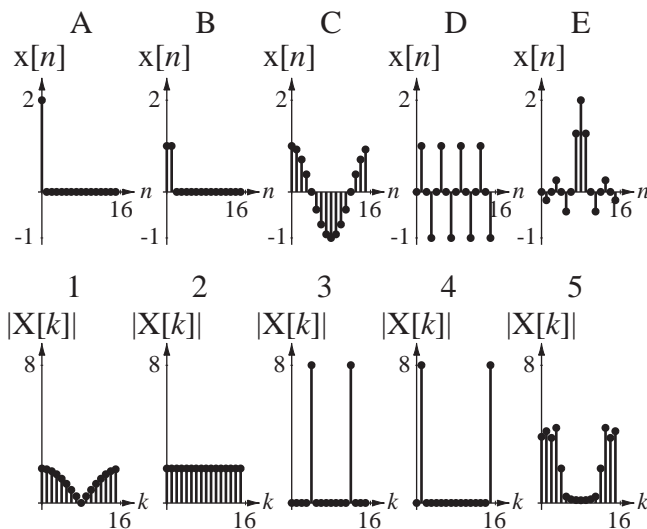 A B C D E
x[n] x[n] x[n] x[n] x[n]
2 2 2 2 2
n n n n n
16 16 16 16 16
-1 -1 -1 -1 -1
1 2 3 4 5
|X[k]| |X[k]| |X[k]| |X[k]| |X[k]|
8 8 8 8 8
k k k k k
16 16 16 16 16